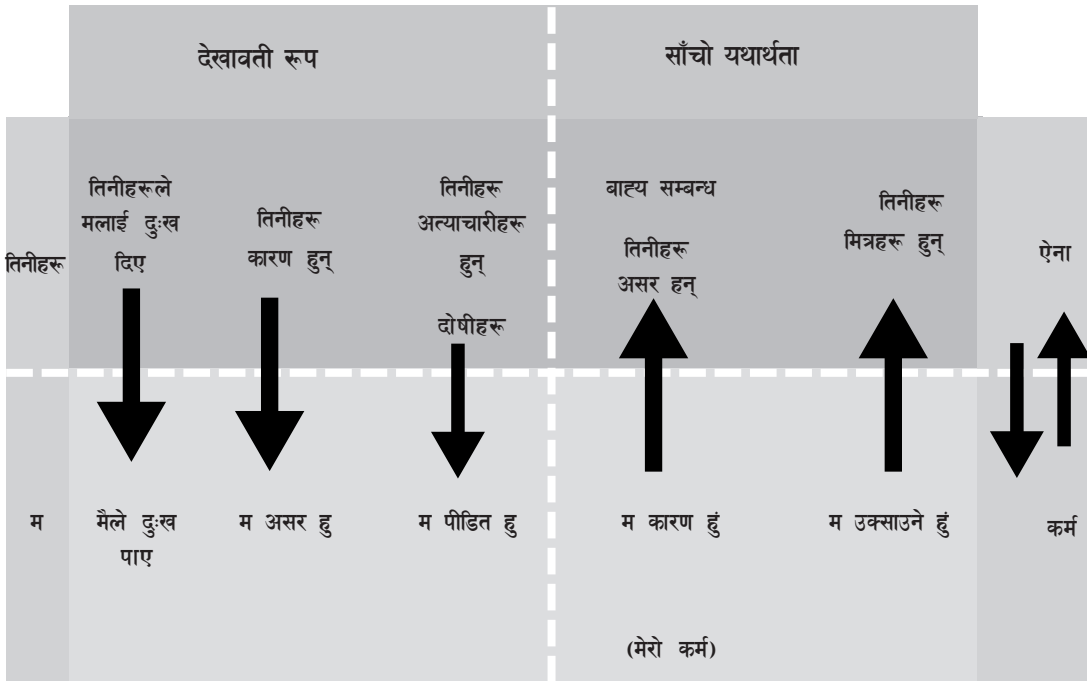 देखावती रूप
साँचो यथार्थता
तिनीहरू
तिनीहरूले
मलाई दुःख
दिए
तिनीहरू
कारण हुन्
तिनीहरू
अत्याचारीहरू
हुन्
दोषीहरू
बाह्य सम्बन्ध
तिनीहरू
असर हन्
तिनीहरू
मित्रहरू हुन्
ऐना
म
मैले दुःख
पाए
म असर हु
म पीडित हु
म कारण हुं
म उक्साउने हुं
कर्म
(मेरो कर्म)